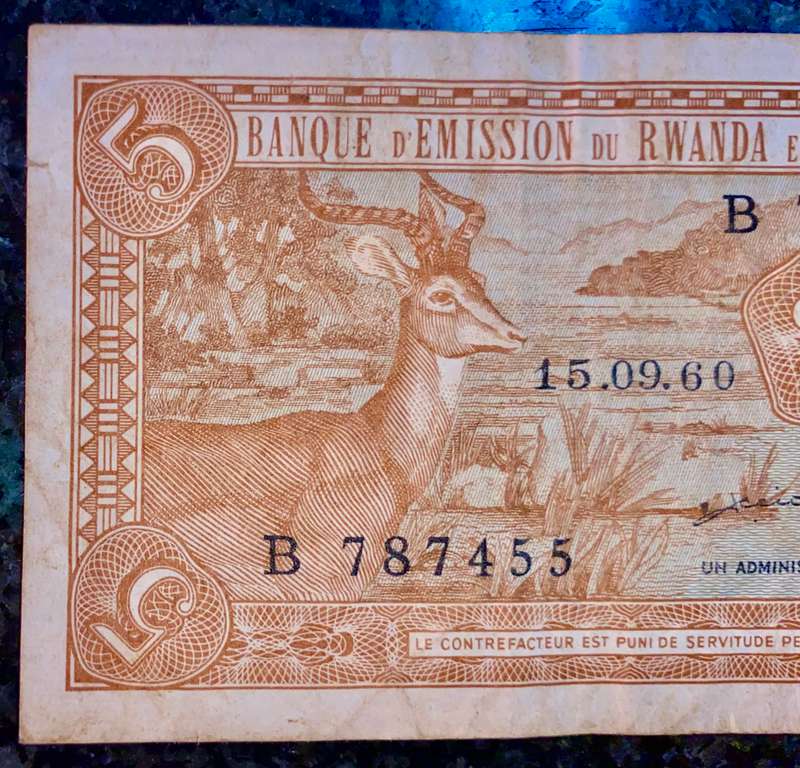 5
BANQUE D'EMISSION DU RWANDA E
B
15.09.60
B 787455
UN ADMINIS
5
LE CONTREFACTEUR EST PUNI DE SERVITUDE PE